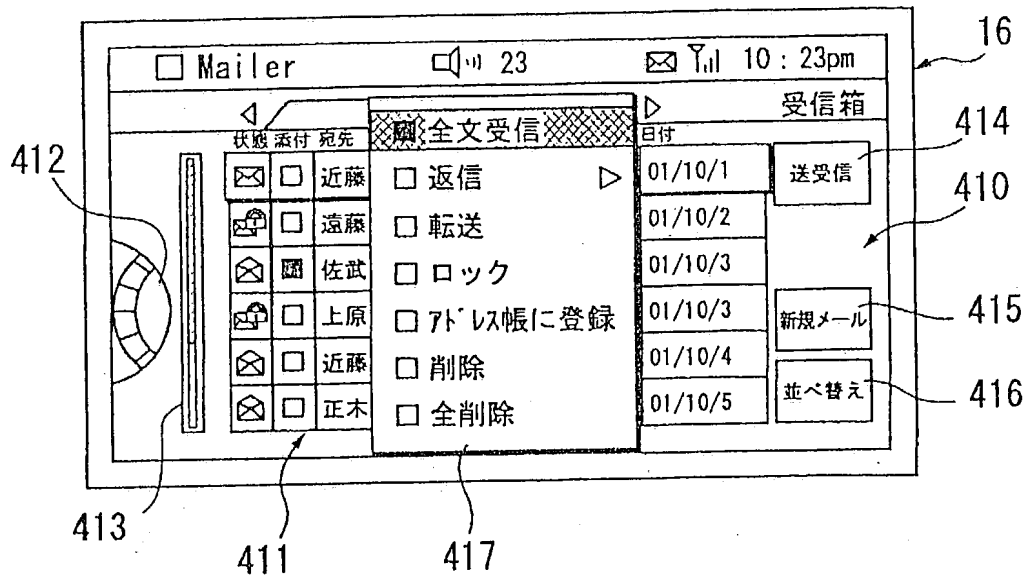 16
Mailer 23 10：23pm
受信箱
状態 添付 宛先 日付
全文受信
近藤 01/10/1
返信
遠藤 01/10/2
転送
佐武 01/10/3
ロック
上原 01/10/3
ｱﾄﾞﾚｽ帳に登録
近藤 01/10/4
削除
正木 01/10/5
全削除
送受信
新規メール
並べ替え
412
414
410
415
416
413
411
417